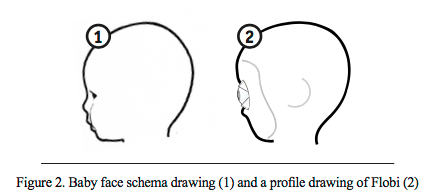 1 2
Figure 2. Baby face schema drawing (1) and a profile drawing of Flobi (2)